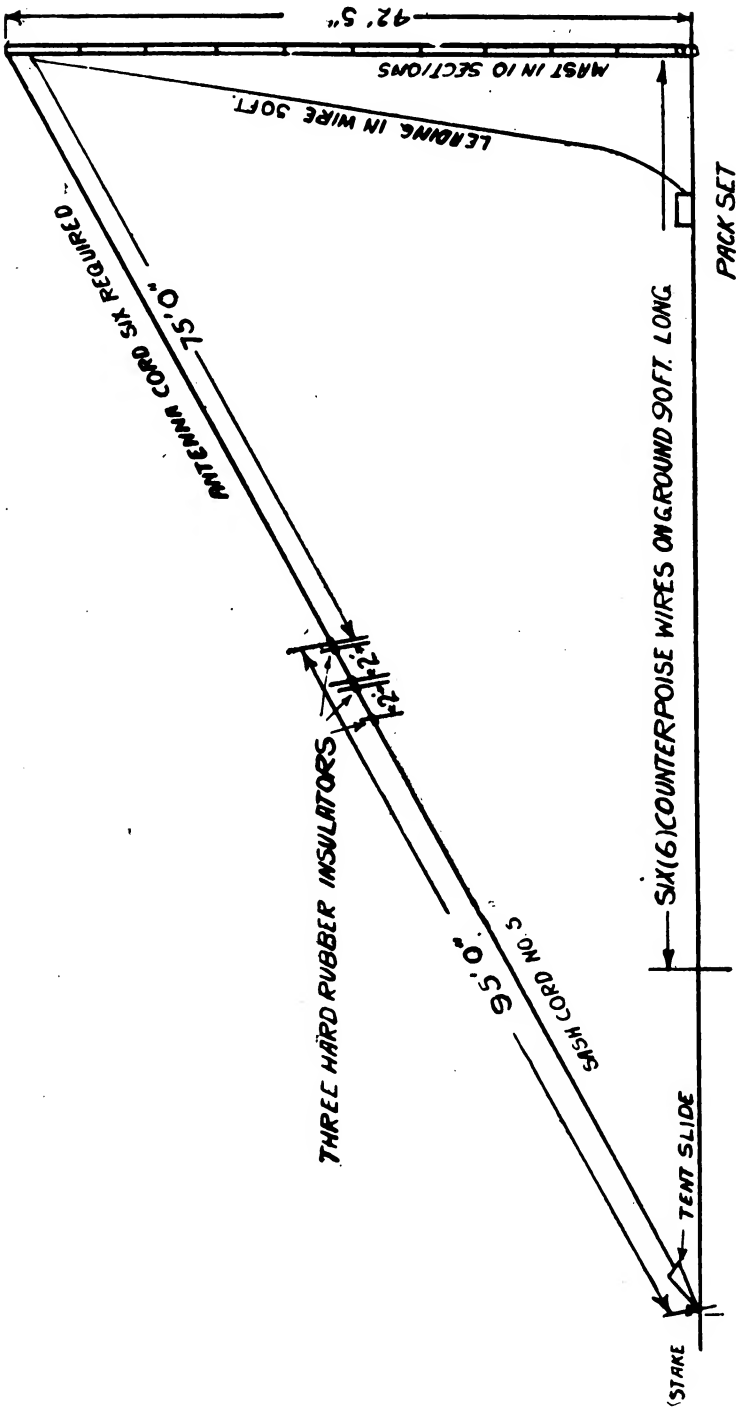 42'5"
MAST IN 10 SECTIONS
LEADING IN WIRE 50FT.
ANTENNA CORD SIX REQUIRED
75'0"
PACK SET
SIX (6) COUNTERPOISE WIRES ON GROUND 90FT. LONG
THREE HARD RUBBER INSULATORS
2'
2'
95'0"
SASH CORD NO.5
TENT SLIDE
STAKE